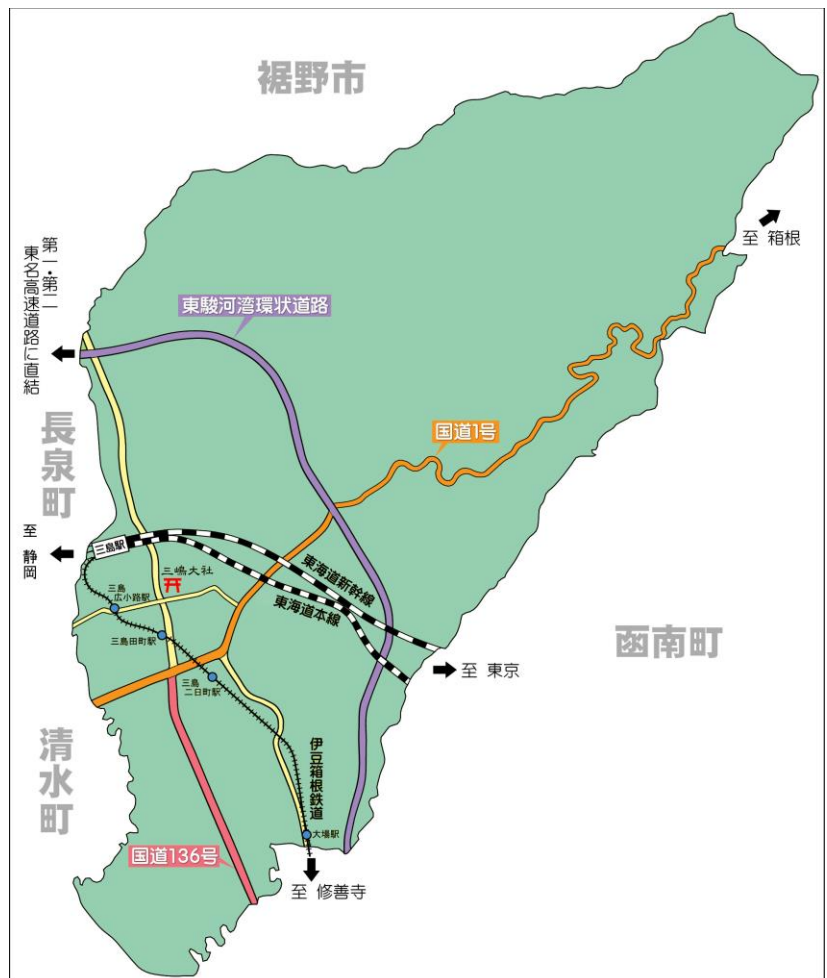 裾野市
至 箱根
第一・第二
東名高速道路に直結
東駿河湾環状道路
長泉町
国道1号
至 静岡
三島駅
三嶋大社
東海道新幹線
東海道本線
三島
広小路駅
三島田町駅
函南町
至 東京
三島
二日町駅
清水町
伊豆箱根鉄道
大場駅
国道136号
至 修善寺